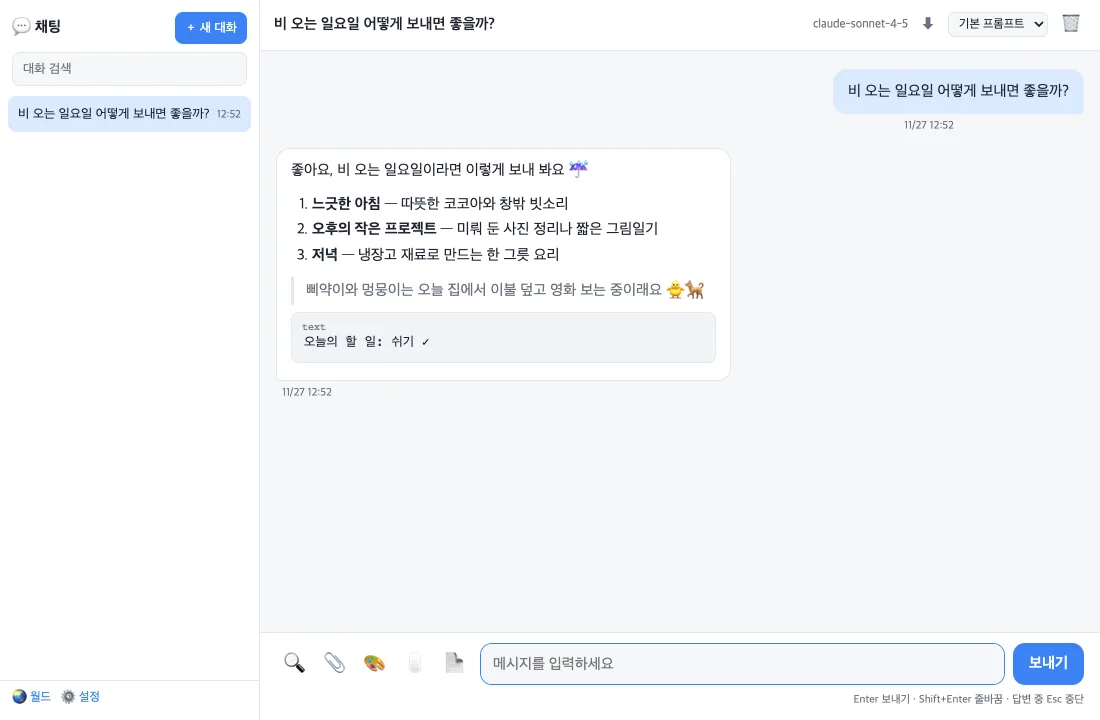 💬 채팅
+ 새 대화
대화 검색
비 오는 일요일 어떻게 보내면 좋을까? 12:52
🌏 월드 ⚙️ 설정
비 오는 일요일 어떻게 보내면 좋을까?
claude-sonnet-4-5 ⬇ 기본 프롬프트
비 오는 일요일 어떻게 보내면 좋을까?
11/27 12:52
좋아요, 비 오는 일요일이라면 이렇게 보내 봐요 ☔
1. 느긋한 아침 — 따뜻한 코코아와 창밖 빗소리
2. 오후의 작은 프로젝트 — 미뤄 둔 사진 정리나 짧은 그림일기
3. 저녁 — 냉장고 재료로 만드는 한 그릇 요리
삐약이와 멍뭉이는 오늘 집에서 이불 덮고 영화 보는 중이래요 🐥🐕
text
오늘의 할 일: 쉬기 ✓
11/27 12:52
메시지를 입력하세요
보내기
Enter 보내기 · Shift+Enter 줄바꿈 · 답변 중 Esc 중단